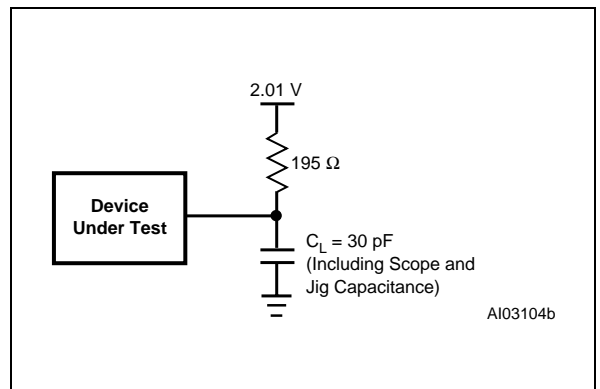 2.01 V
195 Ω
Device
Under Test
C_L = 30 pF
(Including Scope and
Jig Capacitance)
AI03104b